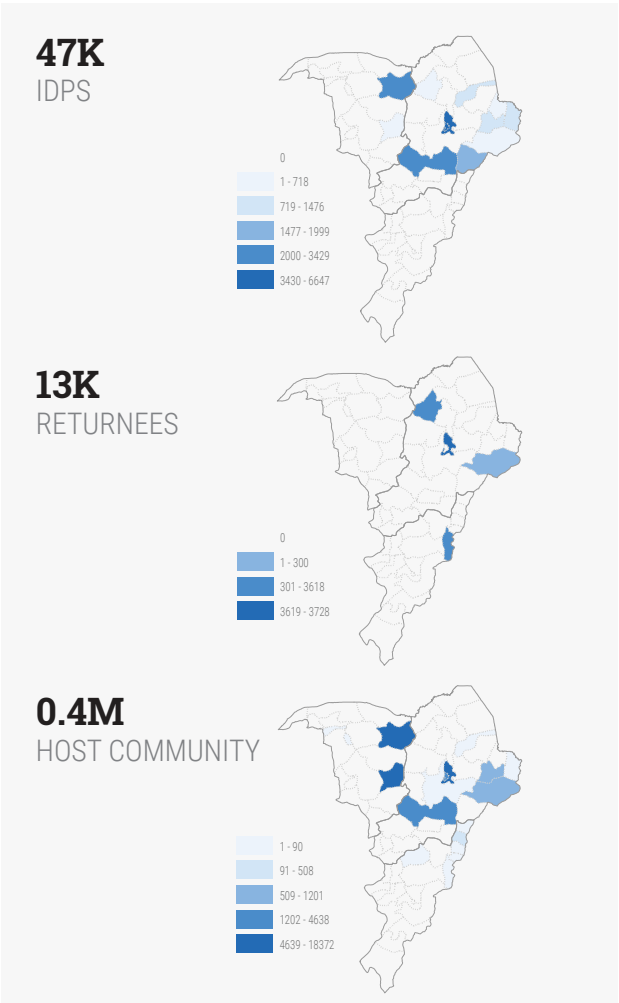 47K
IDPS
0
1 - 718
719 - 1476
1477 - 1999
2000 - 3429
3430 - 6647
13K
RETURNEES
0
1 - 300
301 - 3618
3619 - 3728
0.4M
HOST COMMUNITY
1 - 90
91 - 508
509 - 1201
1202 - 4638
4639 - 18372